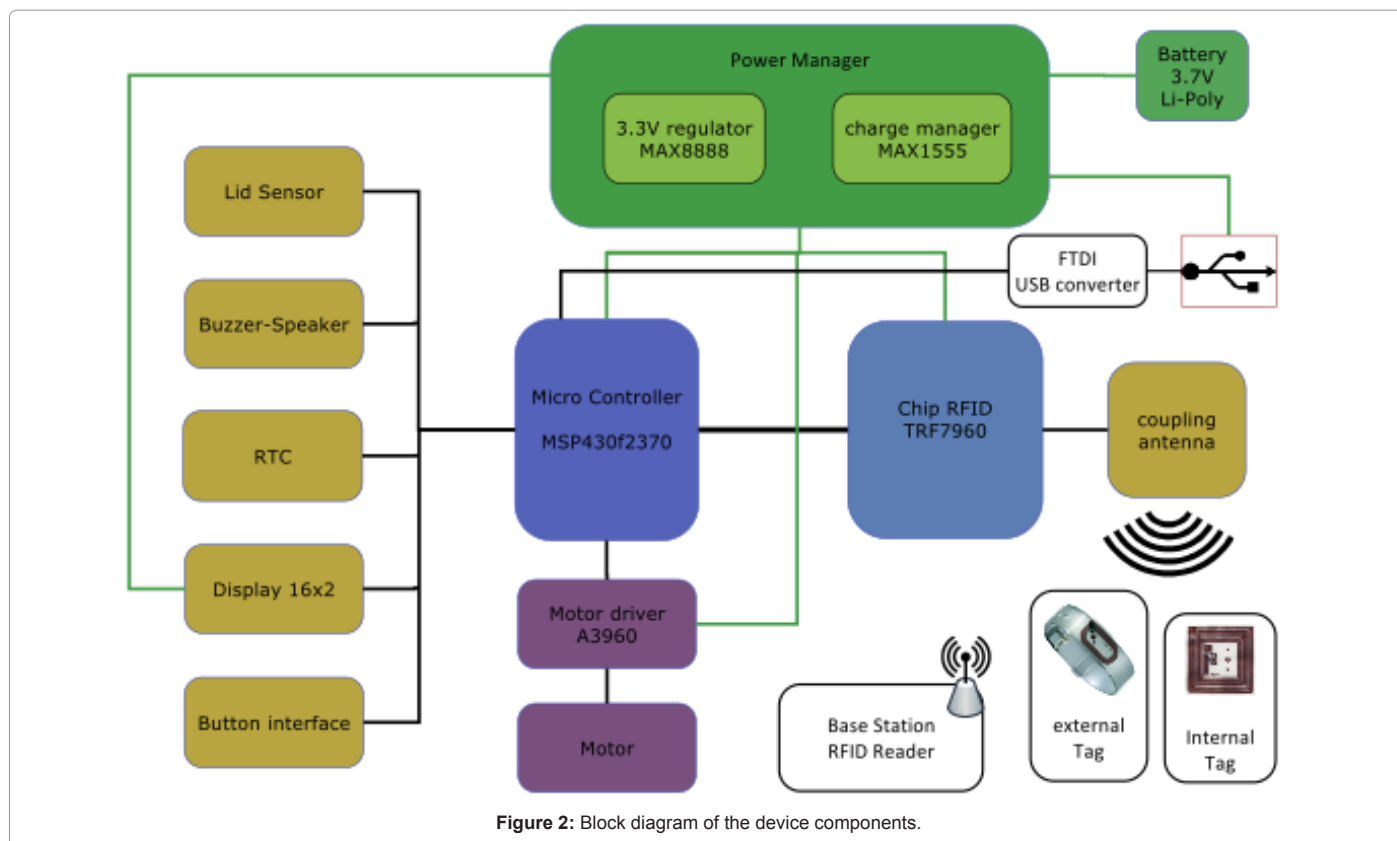 Power Manager
3.3V regulator
MAX8888
charge manager
MAX1555
Battery
3.7V
Li-Poly
Lid Sensor
Buzzer-Speaker
RTC
Display 16x2
Button interface
FTDI
USB converter
Micro Controller
MSP430f2370
Chip RFID
TRF7960
coupling
antenna
Motor driver
A3960
Motor
Base Station
RFID Reader
external
Tag
Internal
Tag
Figure 2: Block diagram of the device components.